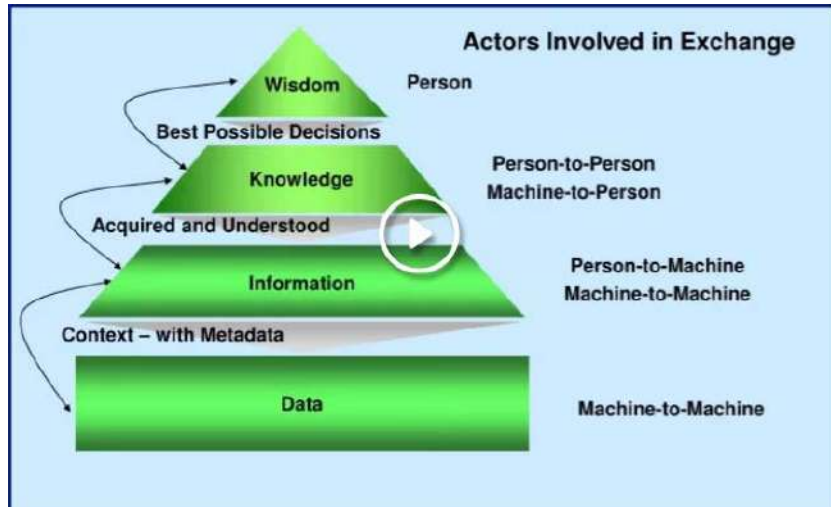 Actors Involved in Exchange
Wisdom
Person
Best Possible Decisions
Knowledge
Person-to-Person
Machine-to-Person
Acquired and Understood
Information
Person-to-Machine
Machine-to-Machine
Context – with Metadata
Data
Machine-to-Machine